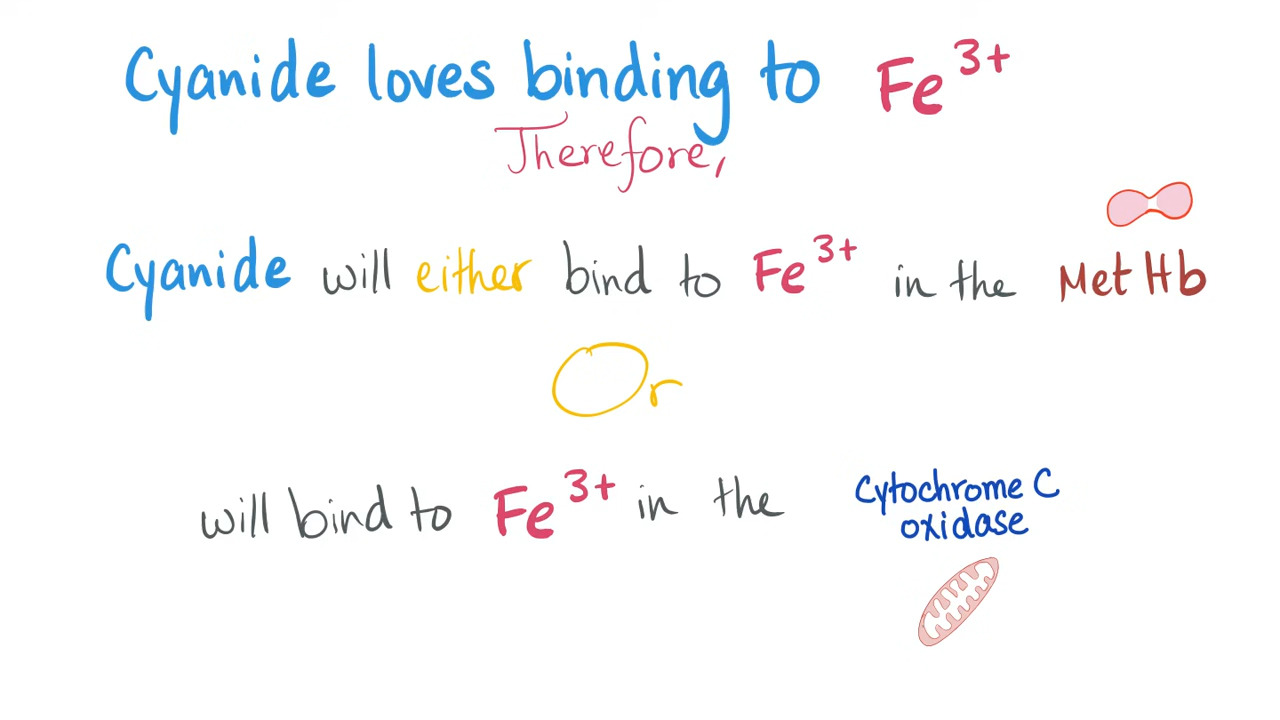 Cyanide loves binding to Fe³⁺
Therefore,
Cyanide will either bind to Fe³⁺ in the Met Hb
Or
will bind to Fe³⁺ in the Cytochrome C
oxidase